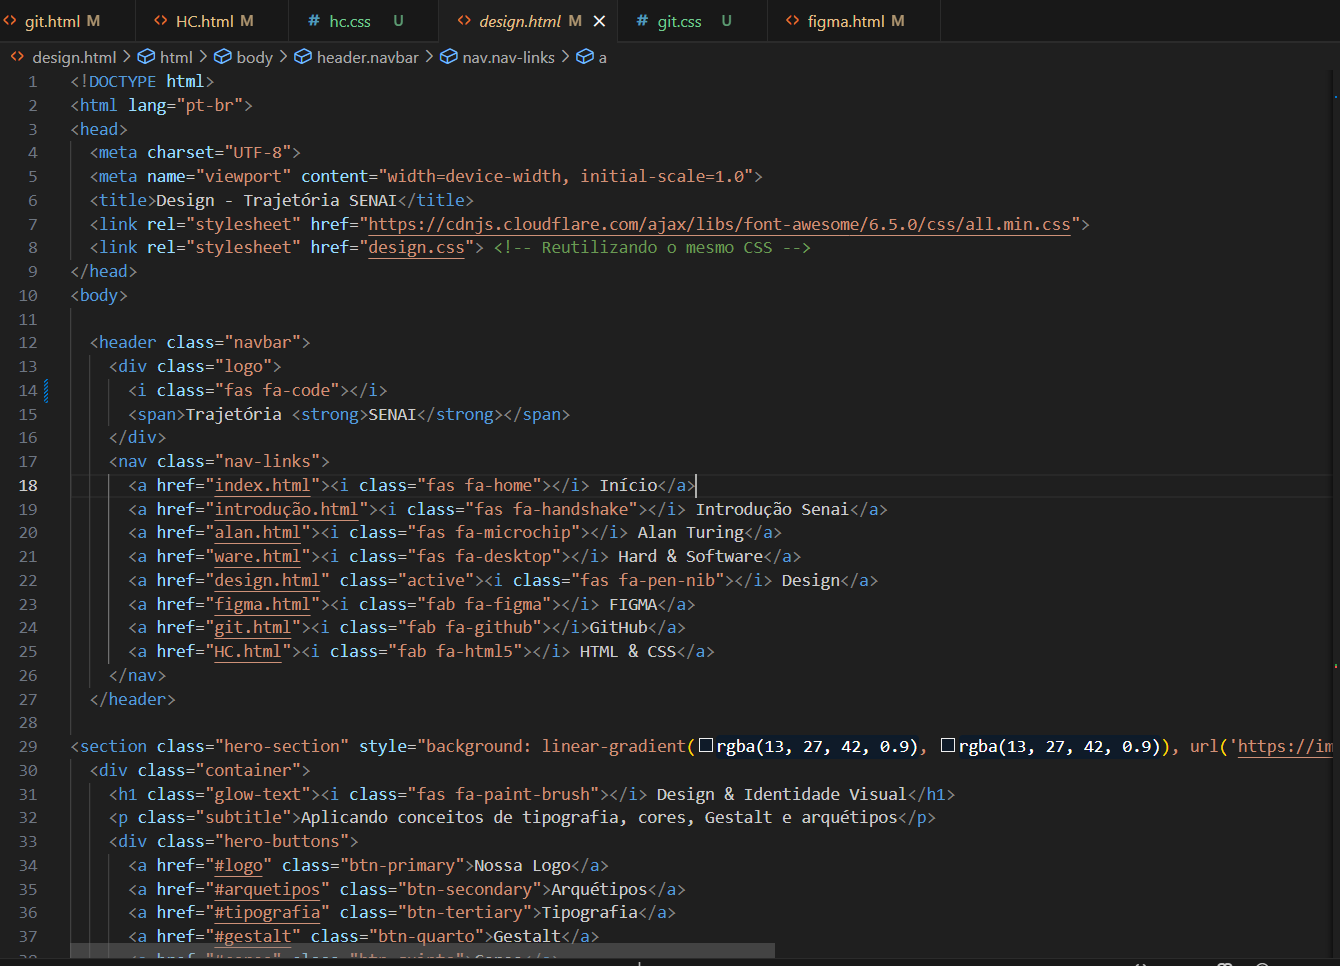 git.html M HC.html M # hc.css U design.html M # git.css U figma.html M
design.html > html > body > header.navbar > nav.nav-links > a
1 <!DOCTYPE html>
2 <html lang="pt-br">
3 <head>
4 <meta charset="UTF-8">
5 <meta name="viewport" content="width=device-width, initial-scale=1.0">
6 <title>Design - Trajetória SENAI</title>
7 <link rel="stylesheet" href="https://cdnjs.cloudflare.com/ajax/libs/font-awesome/6.5.0/css/all.min.css">
8 <link rel="stylesheet" href="design.css"> <!-- Reutilizando o mesmo CSS -->
9 </head>
10 <body>
11
12 <header class="navbar">
13 <div class="logo">
14 <i class="fas fa-code"></i>
15 <span>Trajetória <strong>SENAI</strong></span>
16 </div>
17 <nav class="nav-links">
18 <a href="index.html"><i class="fas fa-home"></i> Início</a>
19 <a href="introdução.html"><i class="fas fa-handshake"></i> Introdução Senai</a>
20 <a href="alan.html"><i class="fas fa-microchip"></i> Alan Turing</a>
21 <a href="ware.html"><i class="fas fa-desktop"></i> Hard & Software</a>
22 <a href="design.html" class="active"><i class="fas fa-pen-nib"></i> Design</a>
23 <a href="figma.html"><i class="fab fa-figma"></i> FIGMA</a>
24 <a href="git.html"><i class="fab fa-github"></i>GitHub</a>
25 <a href="HC.html"><i class="fab fa-html5"></i> HTML & CSS</a>
26 </nav>
27 </header>
28
29 <section class="hero-section" style="background: linear-gradient(rgba(13, 27, 42, 0.9), rgba(13, 27, 42, 0.9)), url('https://im
30 <div class="container">
31 <h1 class="glow-text"><i class="fas fa-paint-brush"></i> Design & Identidade Visual</h1>
32 <p class="subtitle">Aplicando conceitos de tipografia, cores, Gestalt e arquétipos</p>
33 <div class="hero-buttons">
34 <a href="#logo" class="btn-primary">Nossa Logo</a>
35 <a href="#arquetipos" class="btn-secondary">Arquétipos</a>
36 <a href="#tipografia" class="btn-tertiary">Tipografia</a>
37 <a href="#gestalt" class="btn-quarto">Gestalt</a>